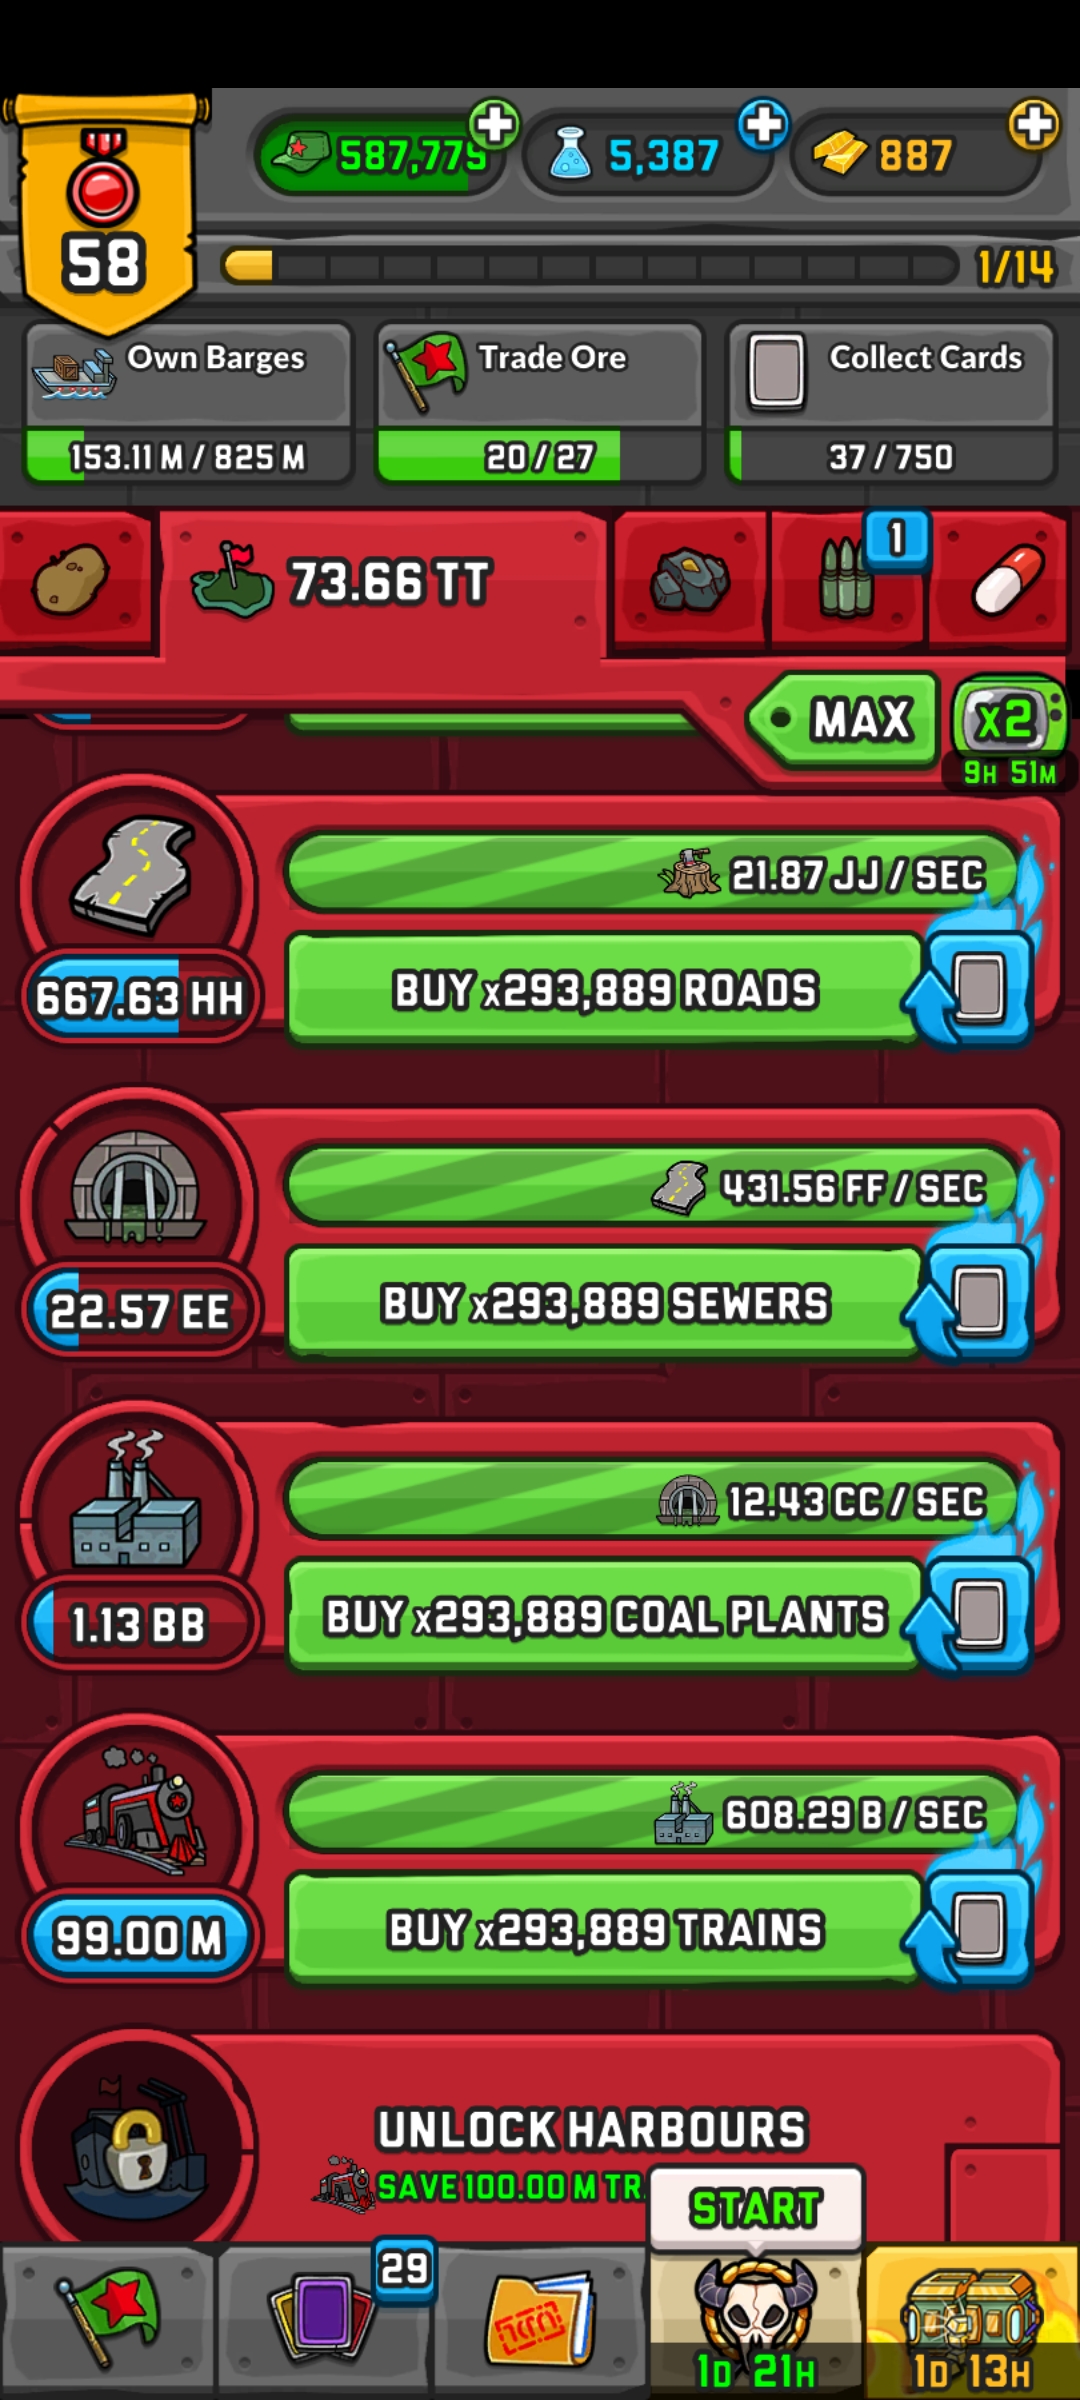 58
587,779
5,387
887
1/14
Own Barges
153.11 M / 825 M
Trade Ore
20 / 27
Collect Cards
37 / 750
73.66 TT
1
MAX
x2
9H 51M
21.87 JJ / SEC
667.63 HH
BUY x293,889 ROADS
431.56 FF / SEC
22.57 EE
BUY x293,889 SEWERS
12.43 CC / SEC
1.13 BB
BUY x293,889 COAL PLANTS
608.29 B / SEC
99.00 M
BUY x293,889 TRAINS
UNLOCK HARBOURS
SAVE 100.00 M TR
START
29
1D 21H
1D 13H